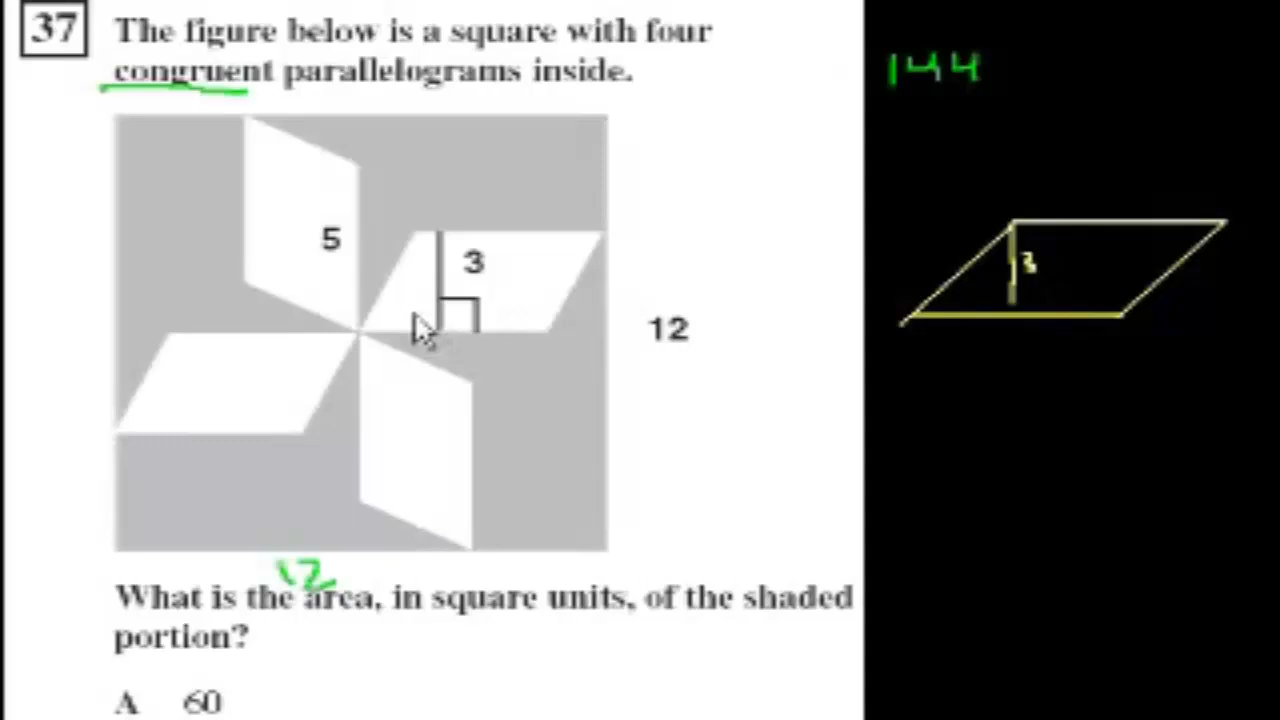 37 The figure below is a square with four
congruent parallelograms inside.
144
5
3
3
12
12
What is the area, in square units, of the shaded
portion?
A 60